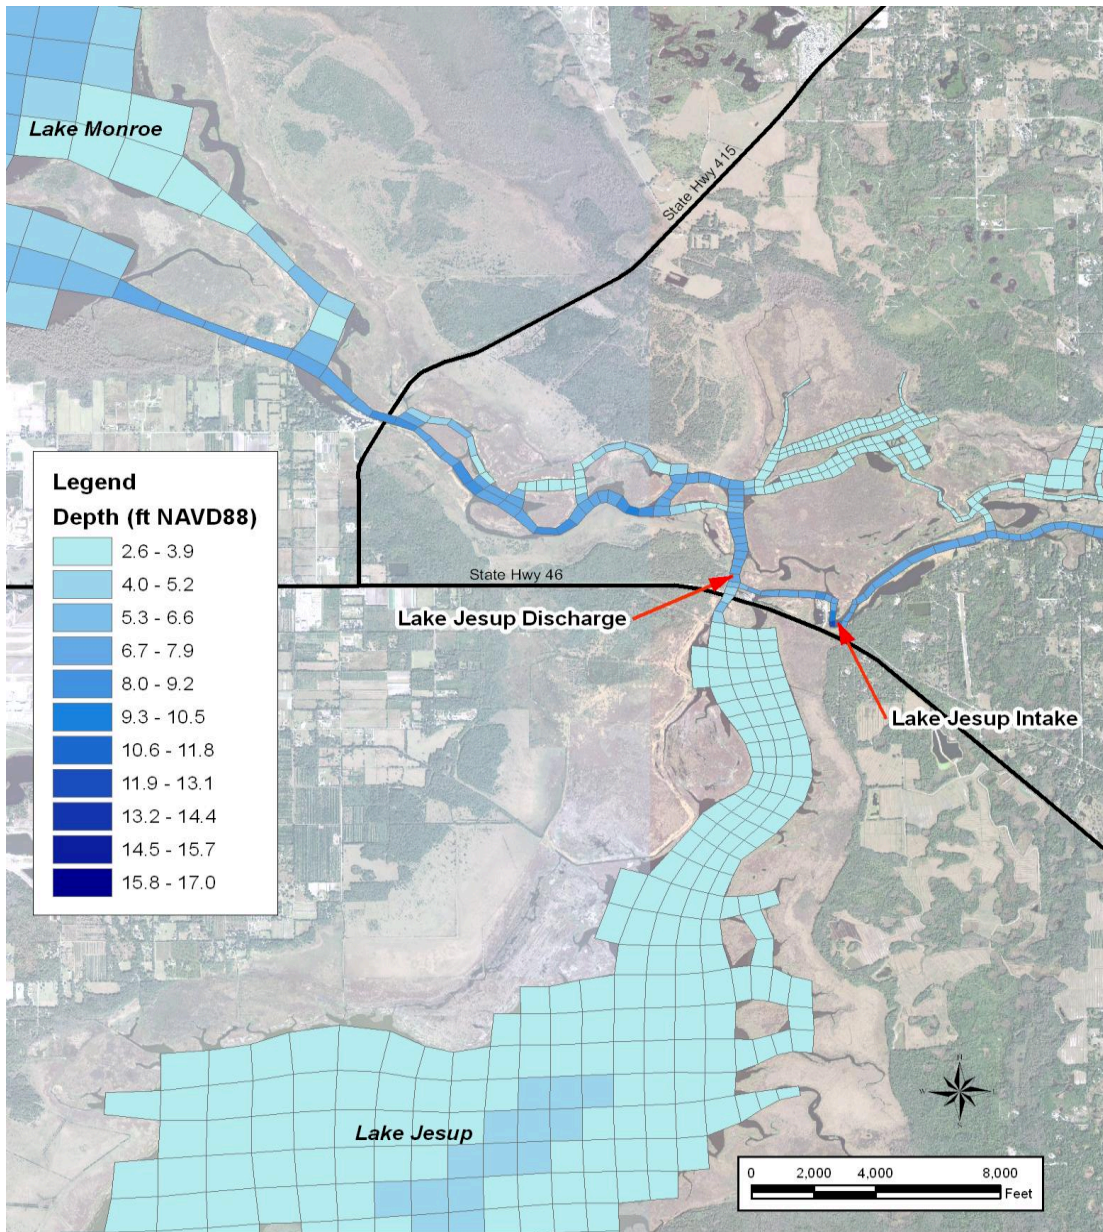 Lake Monroe
State Hwy 415
Legend
Depth (ft NAVD88)
2.6 - 3.9
4.0 - 5.2
5.3 - 6.6
6.7 - 7.9
8.0 - 9.2
9.3 - 10.5
10.6 - 11.8
11.9 - 13.1
13.2 - 14.4
14.5 - 15.7
15.8 - 17.0
State Hwy 46
Lake Jesup Discharge
Lake Jesup Intake
Lake Jesup
N
0 2,000 4,000 8,000
Feet